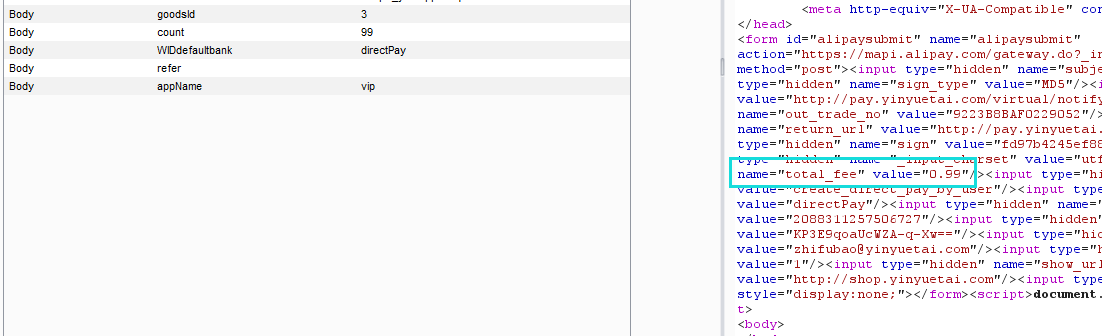 Body goodsId 3
Body count 99
Body WIDdefaultbank directPay
Body refer
Body appName vip
<meta http-equiv="X-UA-Compatible" con
</head>
<form id="alipaysubmit" name="alipaysubmit"
action="https://mapi.alipay.com/gateway.do?_in
method="post"><input type="hidden" name="subje
type="hidden" name="sign_type" value="MD5"/><i
value="http://pay.yinyuetai.com/virtual/notify
name="out_trade_no" value="9223B8BAF0229052"/>
name="return_url" value="http://pay.yinyuetai.
type="hidden" name="sign" value="fd97b4245ef88
type="hidden" name="_input_charset" value="utf
name="total_fee" value="0.99"/><input type="hi
value="create_direct_pay_by_user"/><input type
value="directPay"/><input type="hidden" name="
value="2088311257506727"/><input type="hidden"
value="KP3E9qoaUcWZA-q-Xw=="/><input type="hid
value="zhifubao@yinyuetai.com"/><input type="h
value="1"/><input type="hidden" name="show_url
value="http://shop.yinyuetai.com"/><input type
style="display:none;"></form><script>document.
t>
<body>